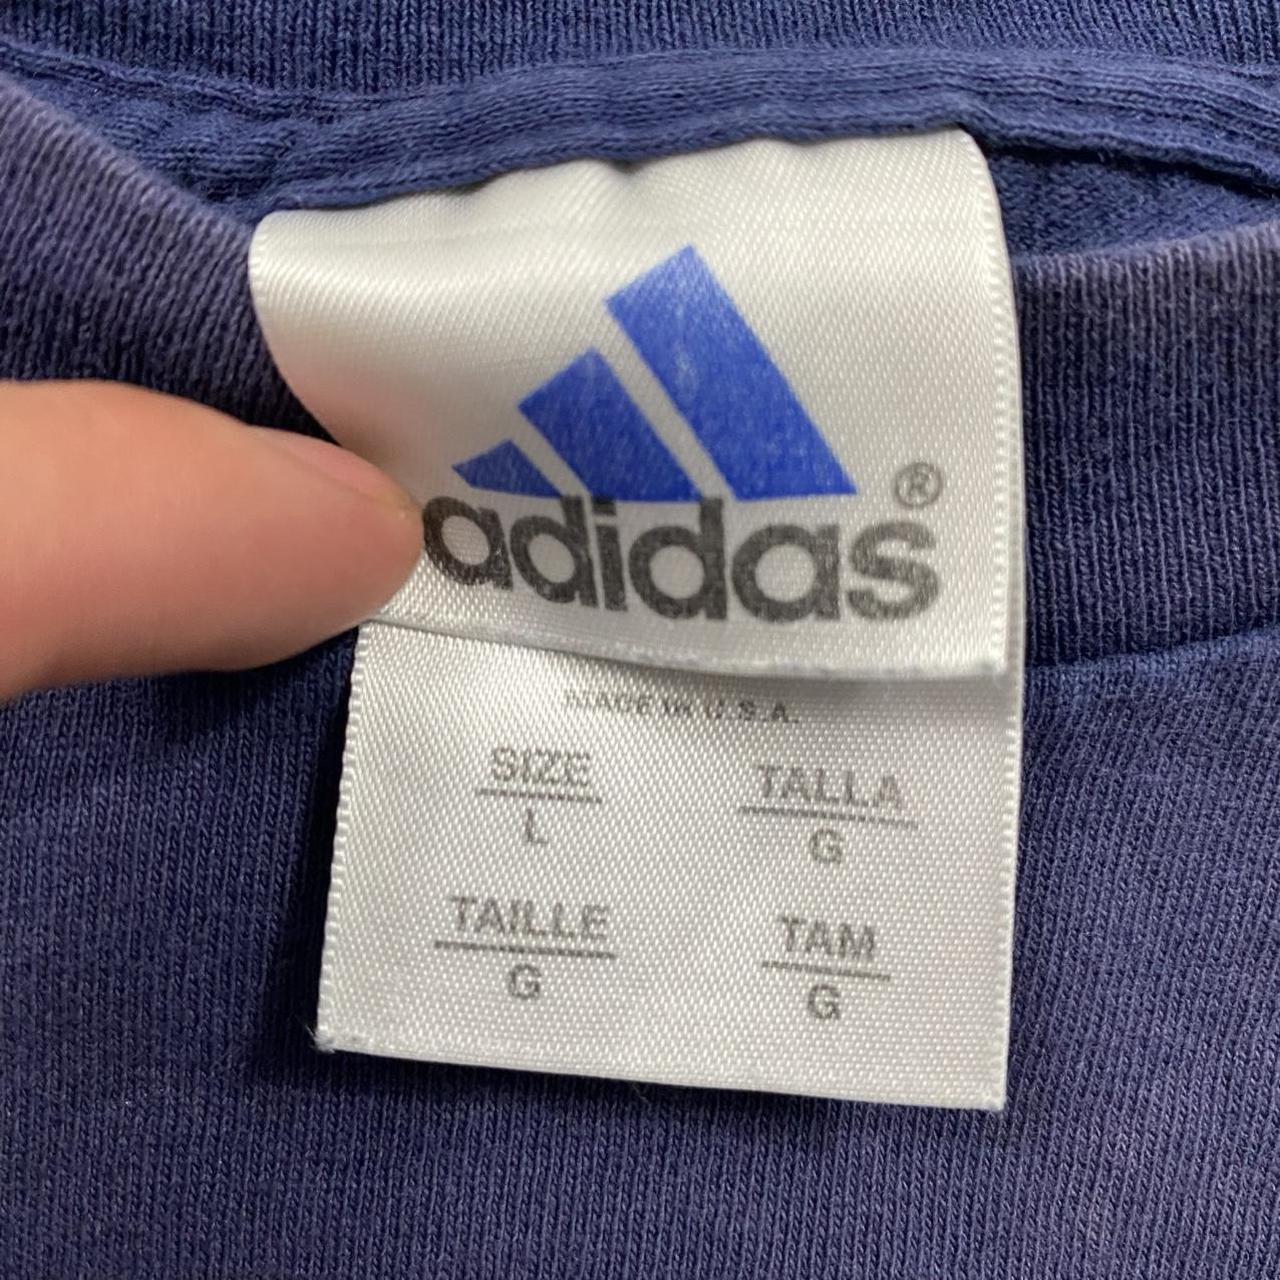 adidas®
MADE IN U.S.A.
SIZE
L
TALLA
G
TAILLE
G
TAM
G